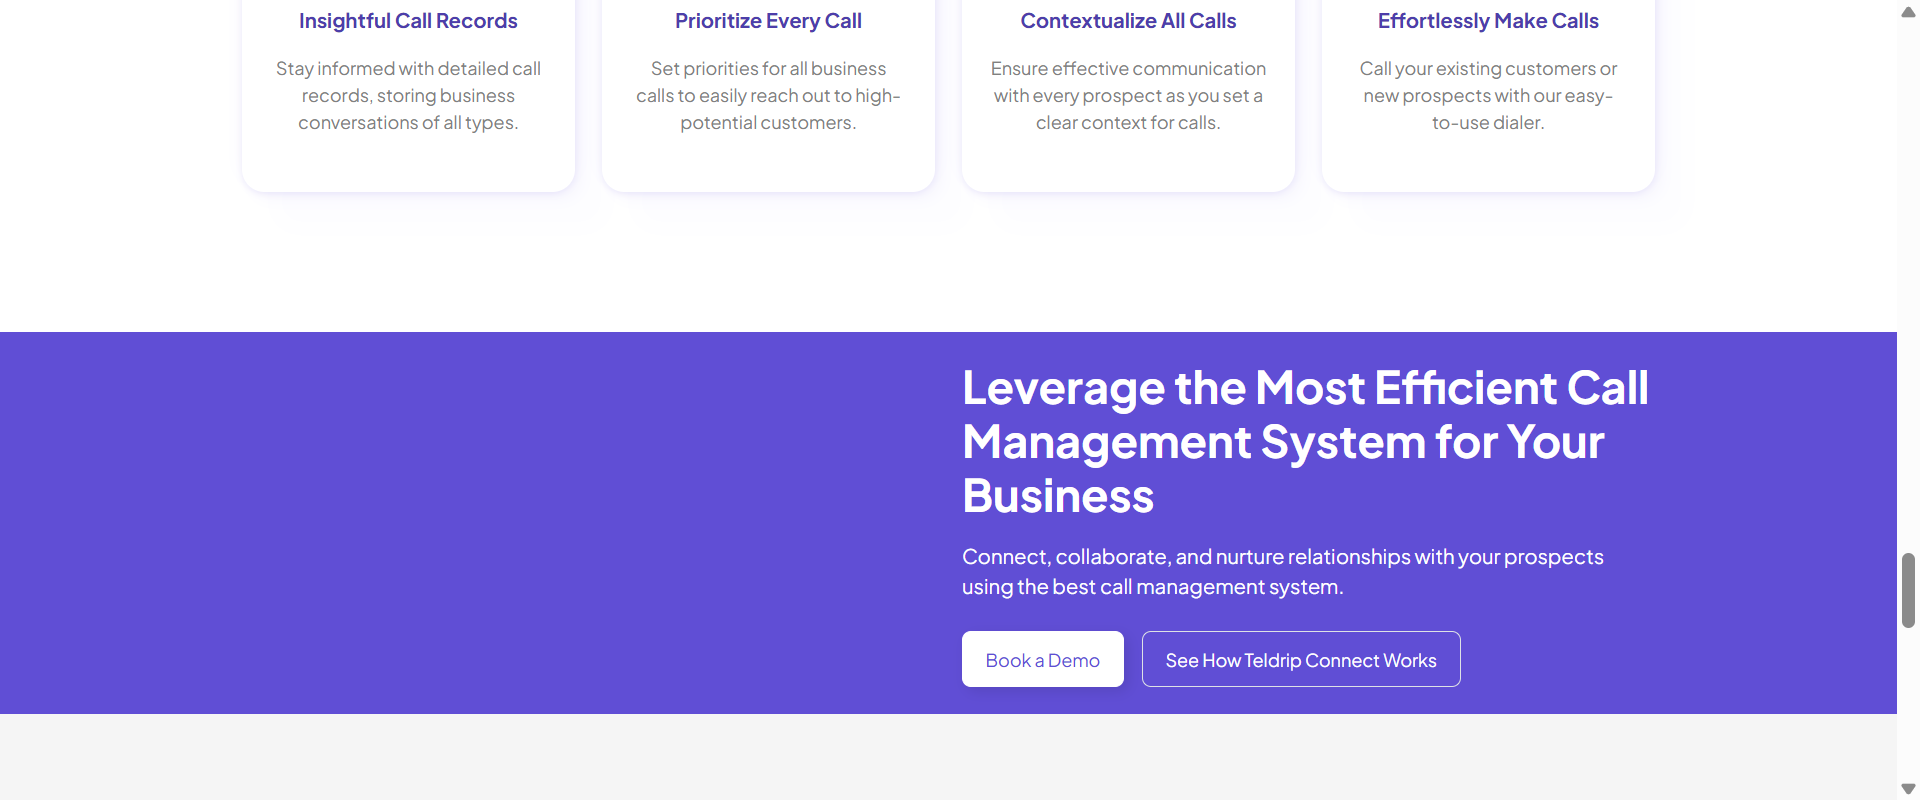 Insightful Call Records
Stay informed with detailed call
records, storing business
conversations of all types.
Prioritize Every Call
Set priorities for all business
calls to easily reach out to high-
potential customers.
Contextualize All Calls
Ensure effective communication
with every prospect as you set a
clear context for calls.
Effortlessly Make Calls
Call your existing customers or
new prospects with our easy-
to-use dialer.
Leverage the Most Efficient Call
Management System for Your
Business
Connect, collaborate, and nurture relationships with your prospects
using the best call management system.
Book a Demo
See How Teldrip Connect Works